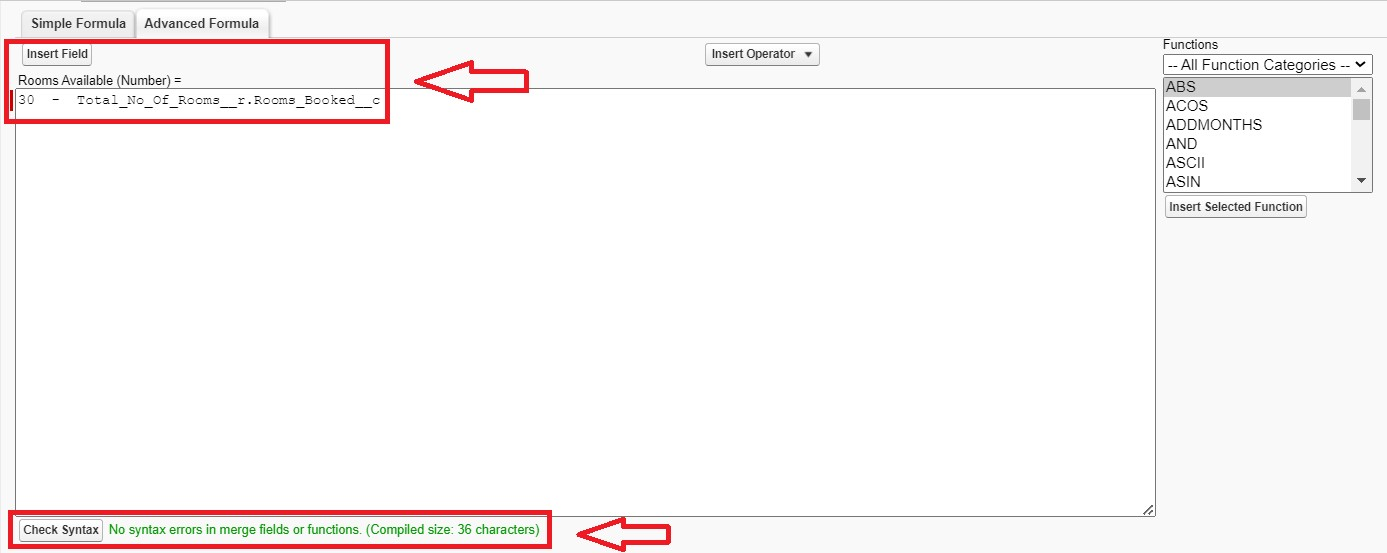 Simple Formula
Advanced Formula
Insert Field
Insert Operator
Functions
Rooms Available (Number) =
-- All Function Categories --
30 - Total_No_Of_Rooms__r.Rooms_Booked__c
ABS
ACOS
ADDMONTHS
AND
ASCII
ASIN
Insert Selected Function
Check Syntax
No syntax errors in merge fields or functions. (Compiled size: 36 characters)